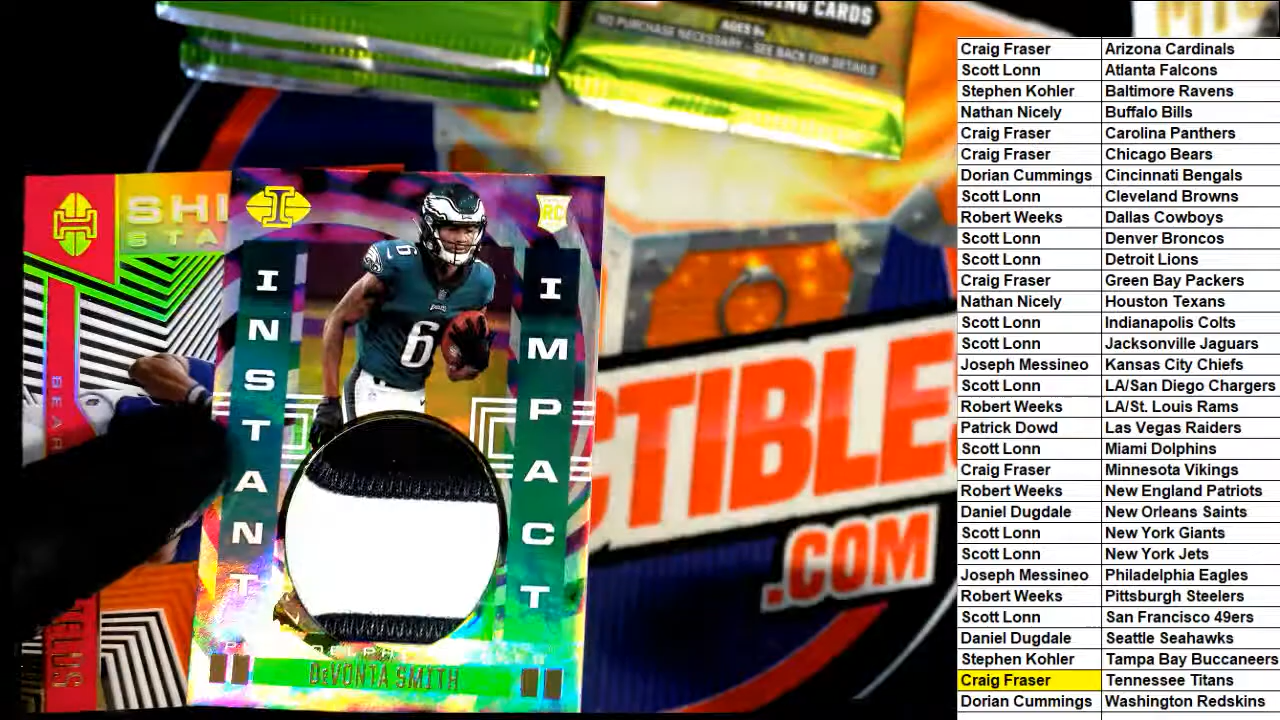 TRADING CARDS
AGES 9+
NO PURCHASE NECESSARY - SEE BACK FOR DETAILS
SHI
STA
BEAR
RC
INSTANT
IMPACT
6
6
DeVONTA SMITH
CTIBLE
.COM
Craig Fraser Arizona Cardinals
Scott Lonn Atlanta Falcons
Stephen Kohler Baltimore Ravens
Nathan Nicely Buffalo Bills
Craig Fraser Carolina Panthers
Craig Fraser Chicago Bears
Dorian Cummings Cincinnati Bengals
Scott Lonn Cleveland Browns
Robert Weeks Dallas Cowboys
Scott Lonn Denver Broncos
Scott Lonn Detroit Lions
Craig Fraser Green Bay Packers
Nathan Nicely Houston Texans
Scott Lonn Indianapolis Colts
Scott Lonn Jacksonville Jaguars
Joseph Messineo Kansas City Chiefs
Scott Lonn LA/San Diego Chargers
Robert Weeks LA/St. Louis Rams
Patrick Dowd Las Vegas Raiders
Scott Lonn Miami Dolphins
Craig Fraser Minnesota Vikings
Robert Weeks New England Patriots
Daniel Dugdale New Orleans Saints
Scott Lonn New York Giants
Scott Lonn New York Jets
Joseph Messineo Philadelphia Eagles
Robert Weeks Pittsburgh Steelers
Scott Lonn San Francisco 49ers
Daniel Dugdale Seattle Seahawks
Stephen Kohler Tampa Bay Buccaneers
Craig Fraser Tennessee Titans
Dorian Cummings Washington Redskins